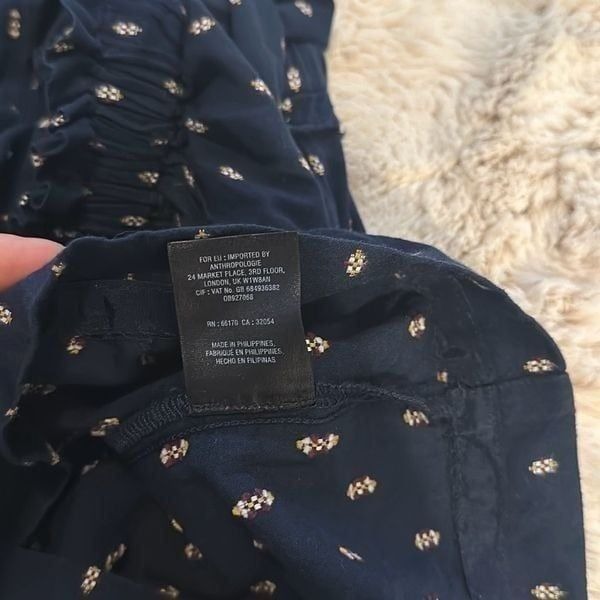 FOR EU : IMPORTED BY
ANTHROPOLOGIE
24 MARKET PLACE, 3RD FLOOR,
LONDON, UK W1W8AN
CIF : VAT No. GB 684936382
08927068
RN : 66170 CA : 32054
MADE IN PHILIPPINES,
FABRIQUÉ EN PHILIPPINES,
HECHO EN FILIPINAS